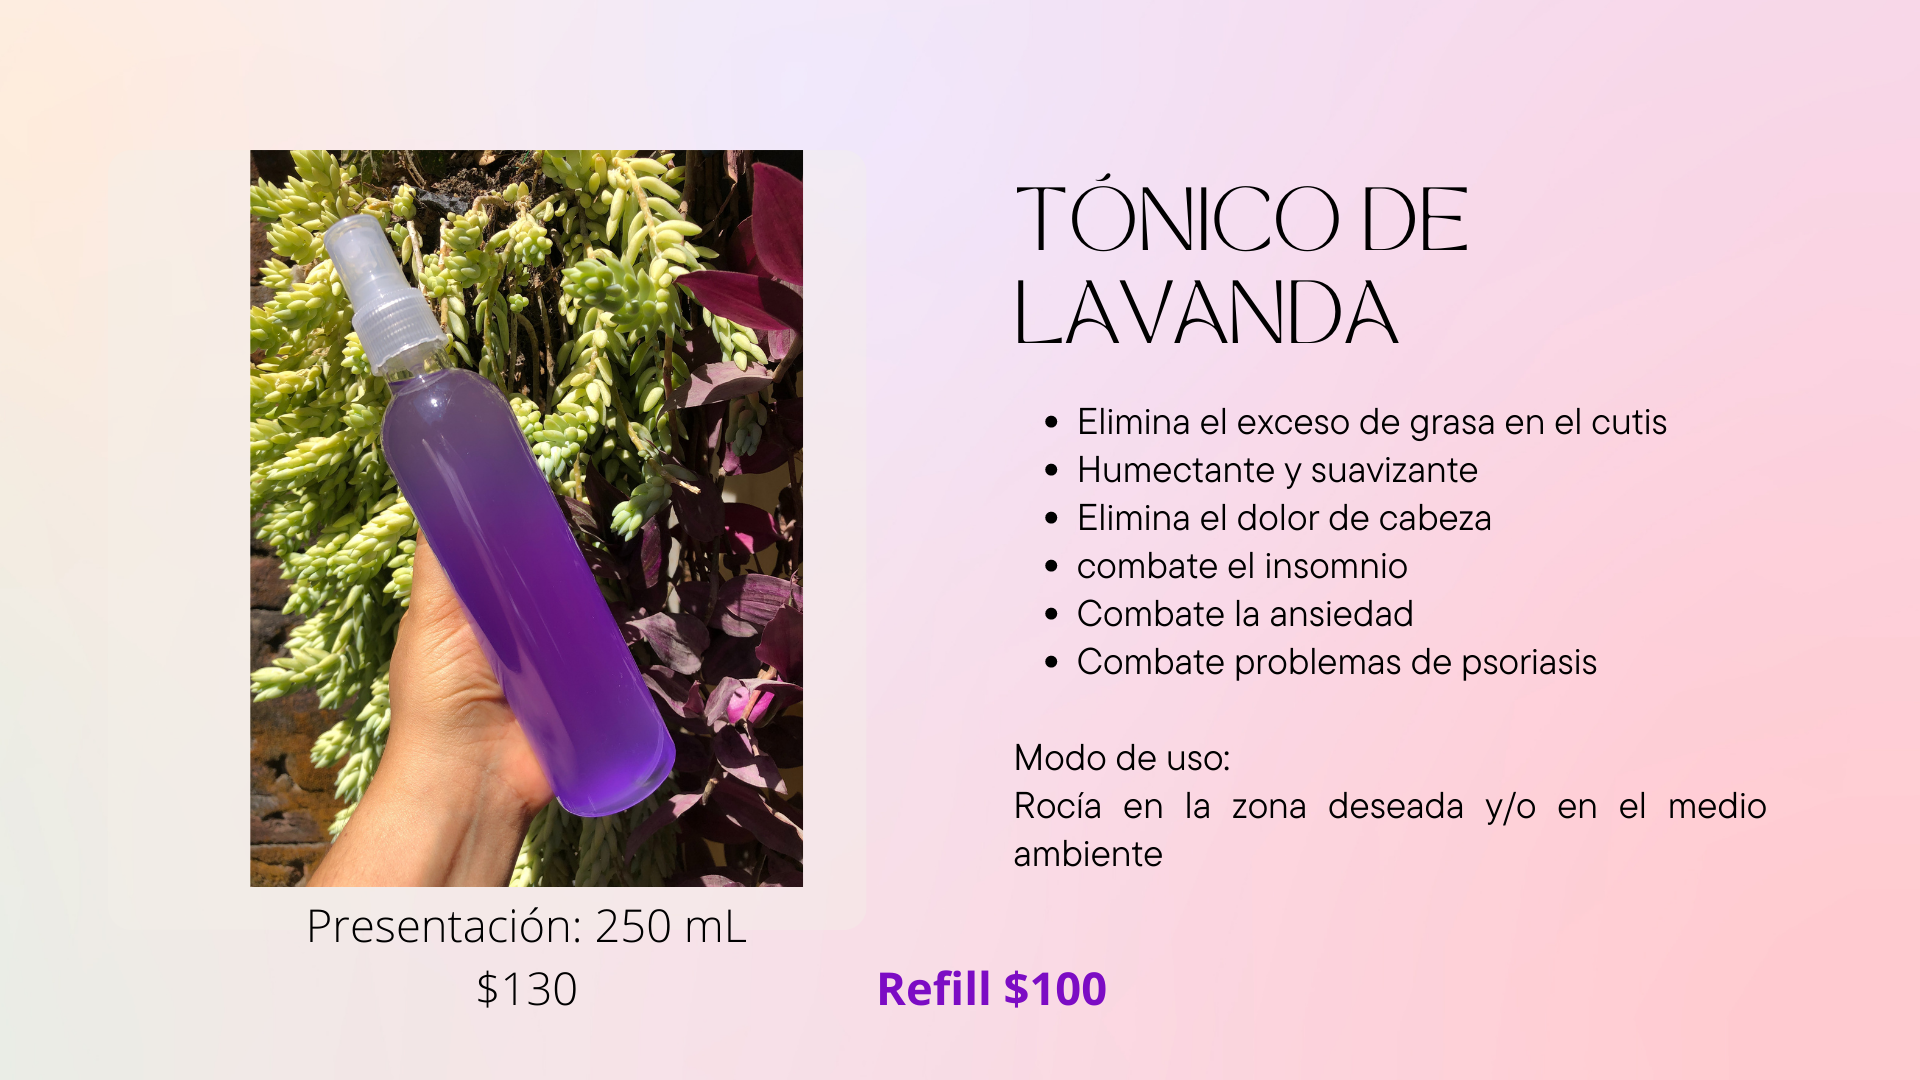 TÓNICO DE
LAVANDA
• Elimina el exceso de grasa en el cutis
• Humectante y suavizante
• Elimina el dolor de cabeza
• combate el insomnio
• Combate la ansiedad
• Combate problemas de psoriasis
Modo de uso:
Rocía en la zona deseada y/o en el medio
ambiente
Presentación: 250 mL
$130
Refill $100